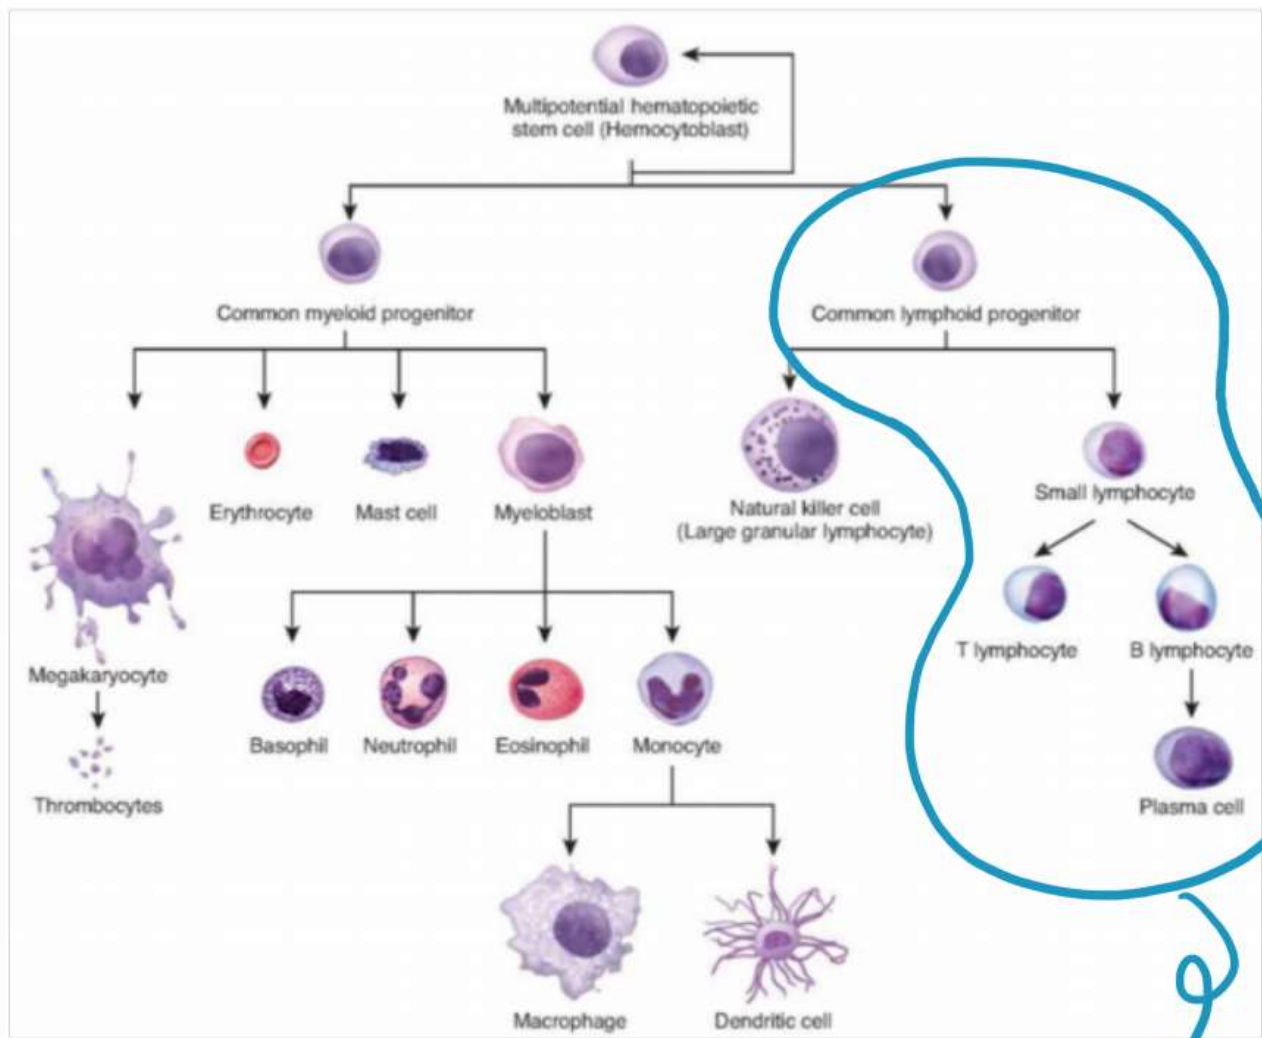 Multipotential hematopoietic
stem cell (Hemocytoblast)
Common myeloid progenitor
Common lymphoid progenitor
Erythrocyte
Mast cell
Myeloblast
Natural killer cell
(Large granular lymphocyte)
Small lymphocyte
T lymphocyte
B lymphocyte
Megakaryocyte
Basophil
Neutrophil
Eosinophil
Monocyte
Thrombocytes
Plasma cell
Macrophage
Dendritic cell